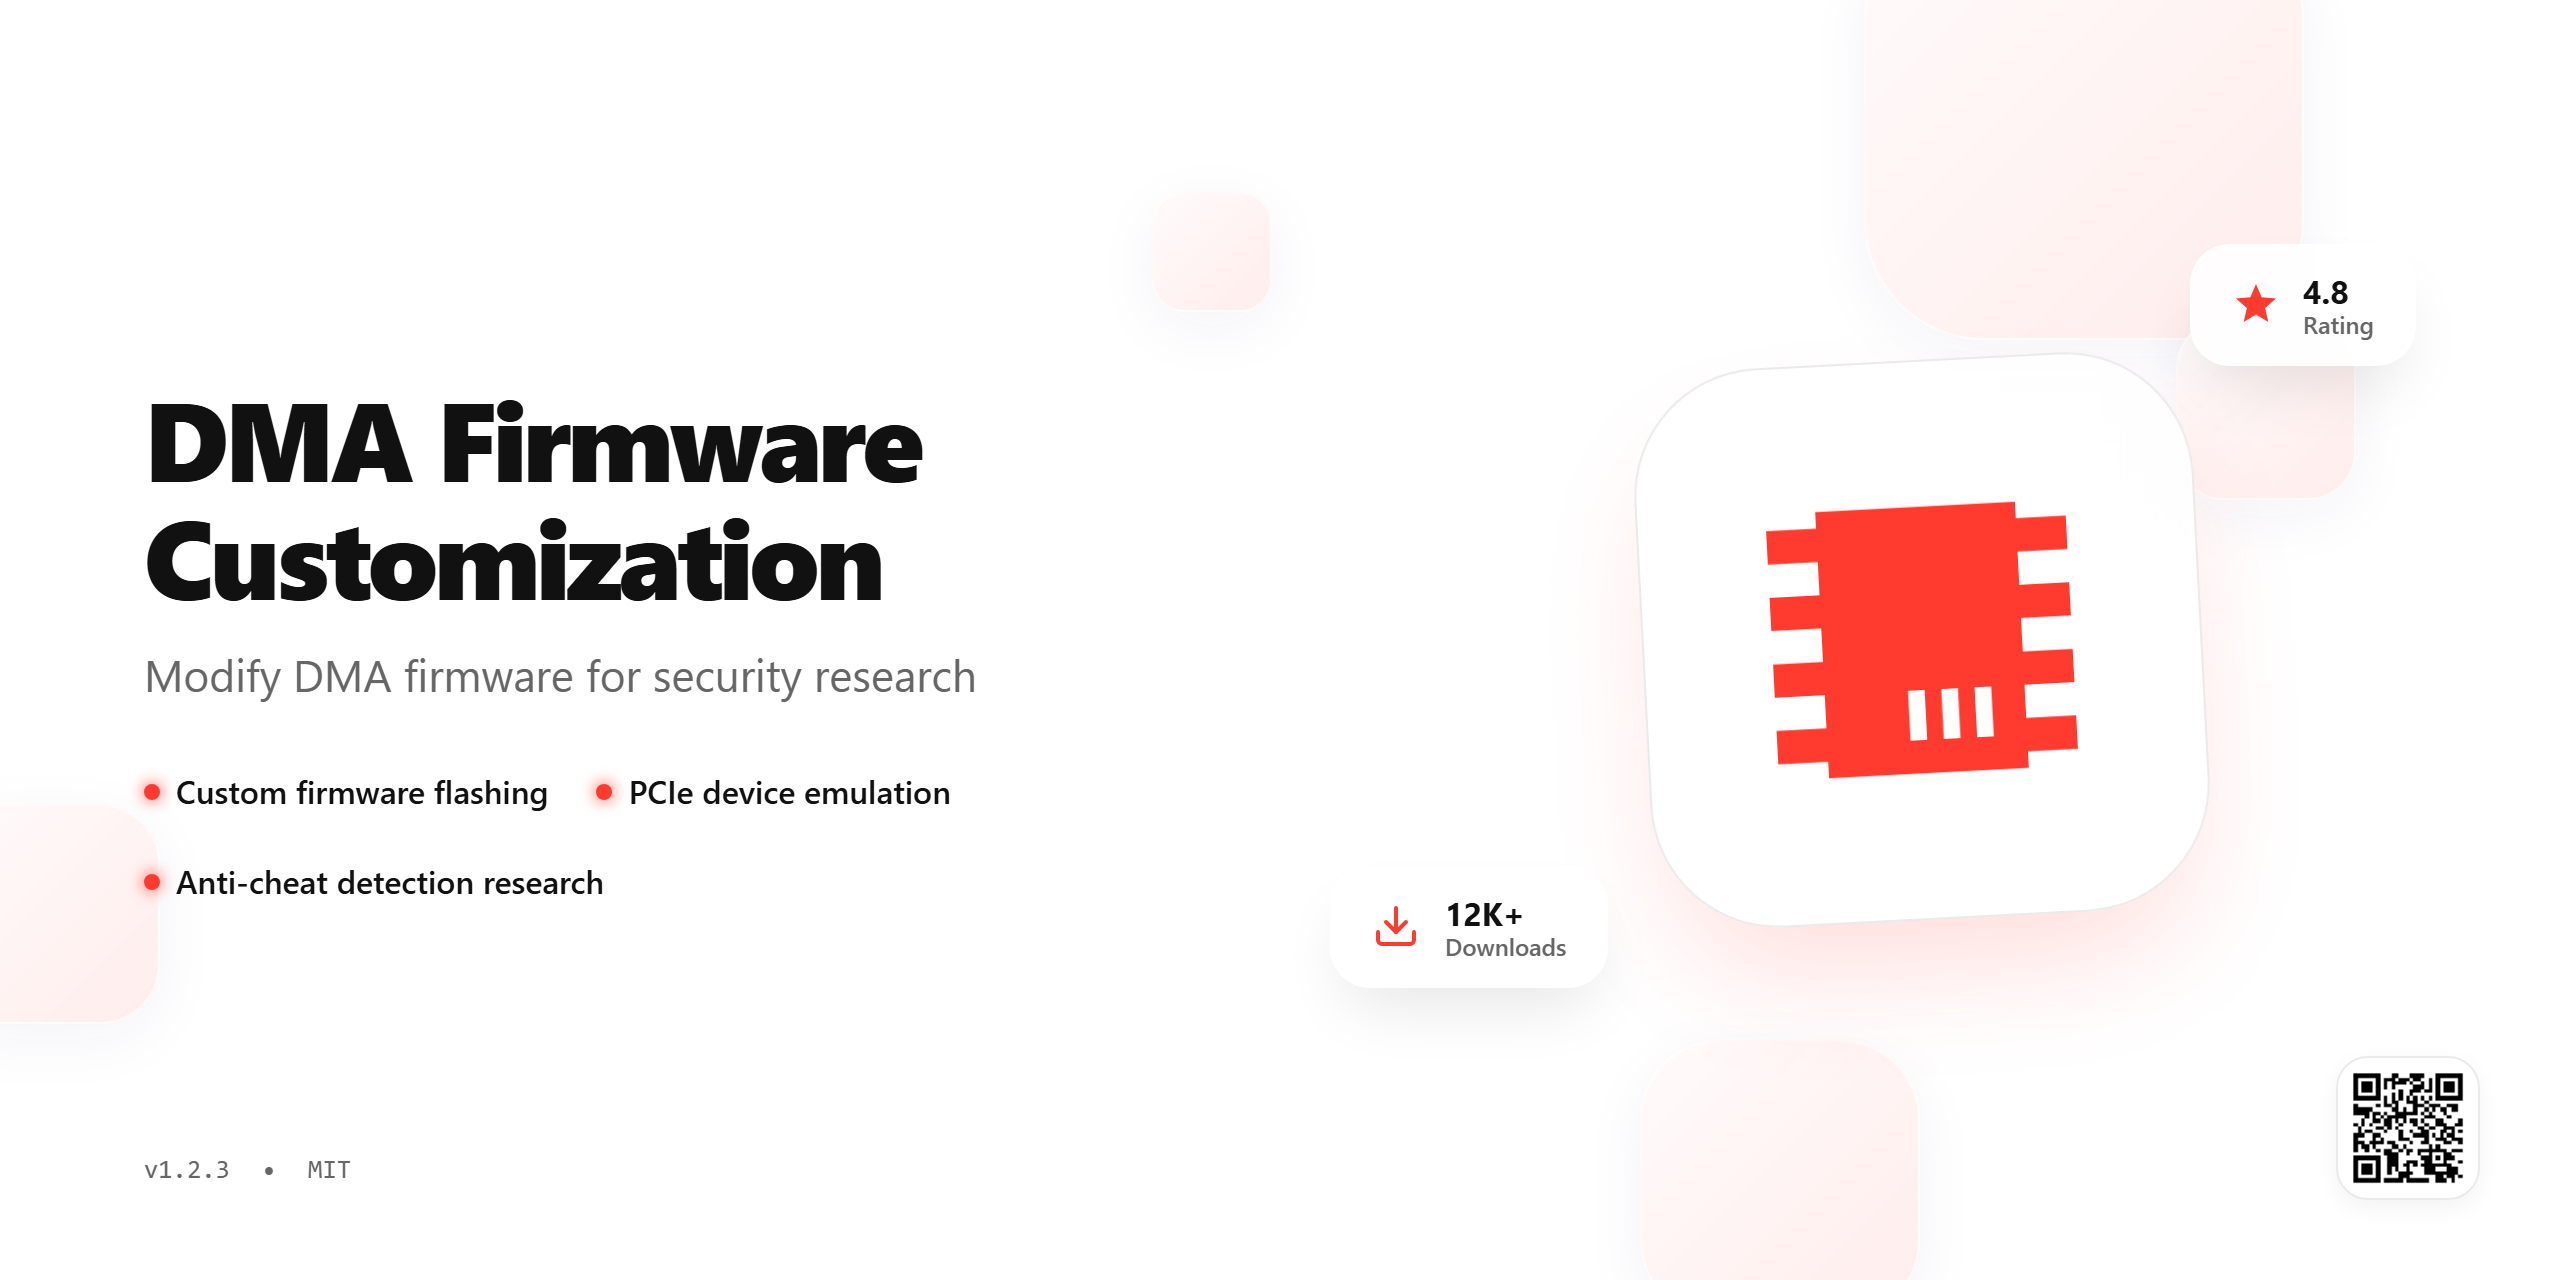 DMA Firmware
Customization
Modify DMA firmware for security research
Custom firmware flashing
PCIe device emulation
Anti-cheat detection research
v1.2.3 • MIT
4.8
Rating
12K+
Downloads